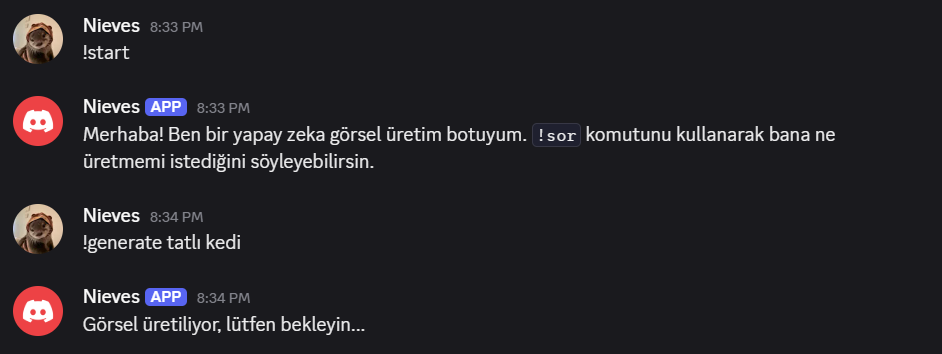 Nieves 8:33 PM
!start
Nieves APP 8:33 PM
Merhaba! Ben bir yapay zeka görsel üretim botuyum. !sor komutunu kullanarak bana ne
üretmemi istediğini söyleyebilirsin.
Nieves 8:34 PM
!generate tatlı kedi
Nieves APP 8:34 PM
Görsel üretiliyor, lütfen bekleyin...